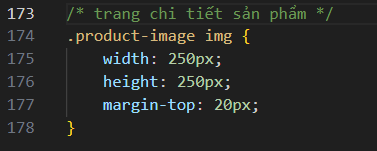 173 /* trang chi tiết sản phẩm */
174 .product-image img {
175 width: 250px;
176 height: 250px;
177 margin-top: 20px;
178 }